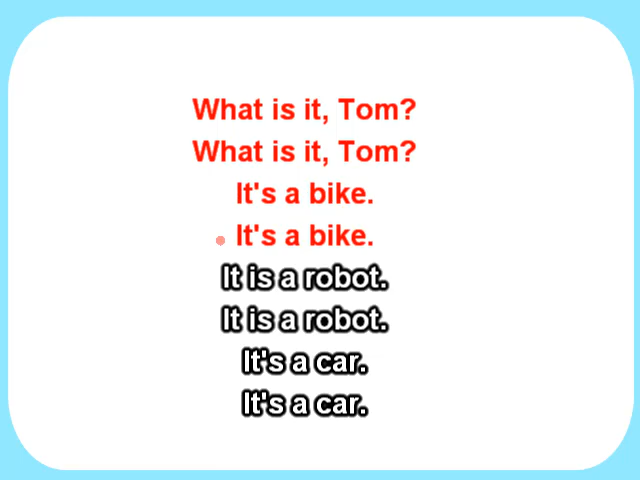 What is it, Tom?
What is it, Tom?
It's a bike.
It's a bike.
It is a robot.
It is a robot.
It's a car.
It's a car.